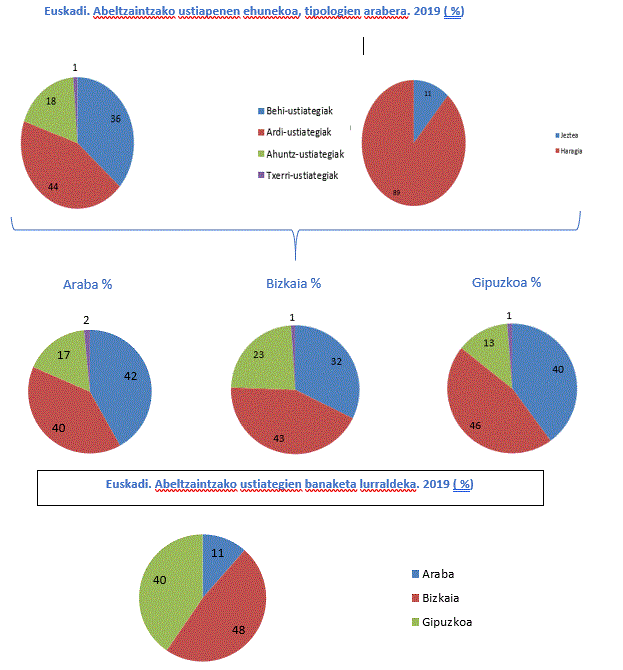 Euskadi. Abeltzaintzako ustiapenen ehunekoa, tipologien arabera. 2019 ( %)
1
18
36
44
Behi-ustiategiak
Ardi-ustiategiak
Ahuntz-ustiategiak
Txerri-ustiategiak
11
89
Jeztea
Haragia
Araba %
Bizkaia %
Gipuzkoa %
2
17
42
40
1
23
32
43
1
13
40
46
Euskadi. Abeltzaintzako ustiategien banaketa lurraldeka. 2019 ( %)
11
40
48
Araba
Bizkaia
Gipuzkoa